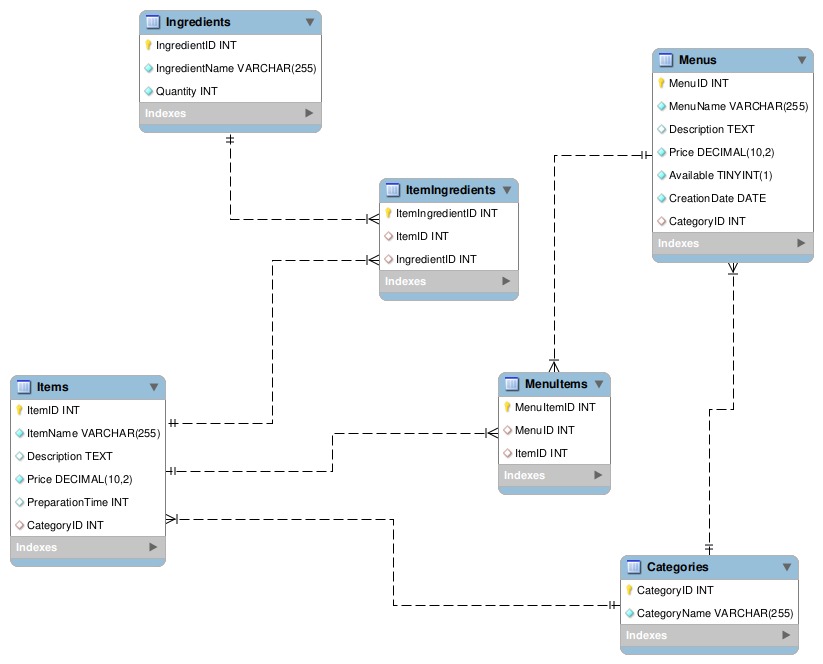 Ingredients
IngredientID INT
IngredientName VARCHAR(255)
Quantity INT
Indexes
Menus
MenuID INT
MenuName VARCHAR(255)
Description TEXT
Price DECIMAL(10,2)
Available TINYINT(1)
CreationDate DATE
CategoryID INT
Indexes
ItemIngredients
ItemIngredientID INT
ItemID INT
IngredientID INT
Indexes
Items
ItemID INT
ItemName VARCHAR(255)
Description TEXT
Price DECIMAL(10,2)
PreparationTime INT
CategoryID INT
Indexes
MenuItems
MenuItemID INT
MenuID INT
ItemID INT
Indexes
Categories
CategoryID INT
CategoryName VARCHAR(255)
Indexes